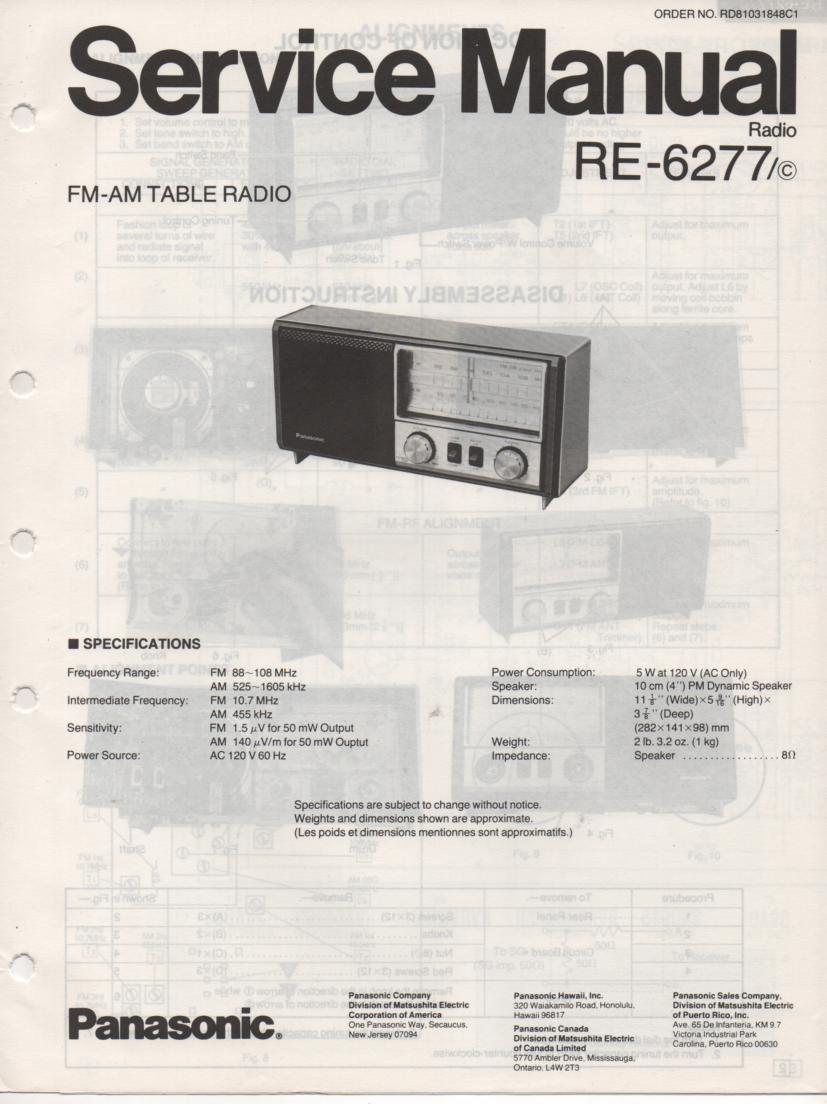 ORDER NO. RD81031848C1
Service Manual
Radio
RE-6277/©
FM-AM TABLE RADIO
Panasonic
■ SPECIFICATIONS
Frequency Range: FM 88~108 MHz
AM 525~1605 kHz
Intermediate Frequency: FM 10.7 MHz
AM 455 kHz
Sensitivity: FM 1.5 μV for 50 mW Output
AM 140 μV/m for 50 mW Ouptut
Power Source: AC 120 V 60 Hz
Power Consumption: 5 W at 120 V (AC Only)
Speaker: 10 cm (4'') PM Dynamic Speaker
Dimensions: 11 1/8'' (Wide)×5 9/16'' (High)×
3 7/8'' (Deep)
(282×141×98) mm
Weight: 2 lb. 3.2 oz. (1 kg)
Impedance: Speaker .................. 8Ω
Specifications are subject to change without notice.
Weights and dimensions shown are approximate.
(Les poids et dimensions mentionnes sont approximatifs.)
Panasonic®
Panasonic Company
Division of Matsushita Electric
Corporation of America
One Panasonic Way, Secaucus,
New Jersey 07094
Panasonic Hawaii, Inc.
320 Waiakamilo Road, Honolulu,
Hawaii 96817
Panasonic Canada
Division of Matsushita Electric
of Canada Limited
5770 Ambler Drive, Mississauga,
Ontario, L4W 2T3
Panasonic Sales Company,
Division of Matsushita Electric
of Puerto Rico, Inc.
Ave. 65 De Infanteria, KM 9.7
Victoria Industrial Park
Carolina, Puerto Rico 00630